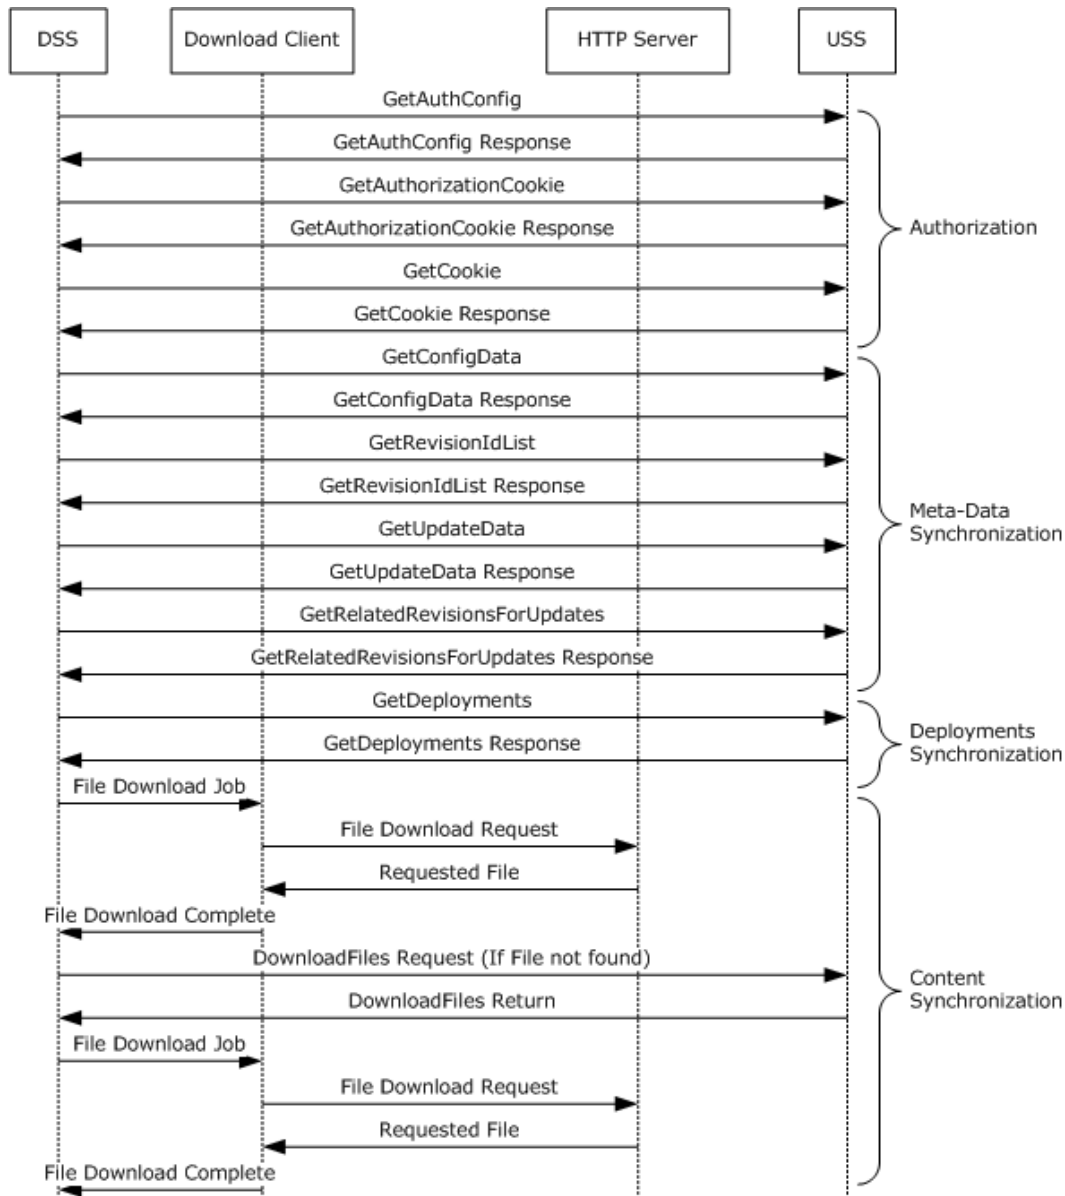 DSS
Download Client
HTTP Server
USS
GetAuthConfig
GetAuthConfig Response
GetAuthorizationCookie
GetAuthorizationCookie Response
GetCookie
GetCookie Response
Authorization
GetConfigData
GetConfigData Response
GetRevisionIdList
GetRevisionIdList Response
GetUpdateData
GetUpdateData Response
GetRelatedRevisionsForUpdates
GetRelatedRevisionsForUpdates Response
Meta-Data
Synchronization
GetDeployments
GetDeployments Response
Deployments
Synchronization
File Download Job
File Download Request
Requested File
File Download Complete
DownloadFiles Request (If File not found)
DownloadFiles Return
File Download Job
File Download Request
Requested File
File Download Complete
Content
Synchronization